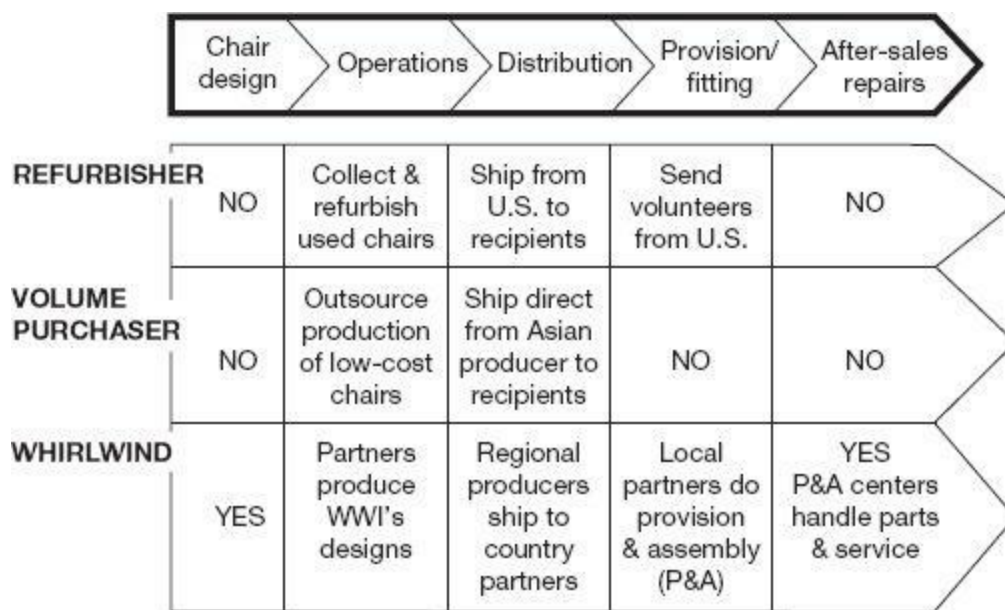 Chair
design
Operations
Distribution
Provision/
fitting
After-sales
repairs
REFURBISHER
NO
Collect &
refurbish
used chairs
Ship from
U.S. to
recipients
Send
volunteers
from U.S.
NO
VOLUME
PURCHASER
NO
Outsource
production
of low-cost
chairs
Ship direct
from Asian
producer to
recipients
NO
NO
WHIRLWIND
YES
Partners
produce
WWI's
designs
Regional
producers
ship to
country
partners
Local
partners do
provision
& assembly
(P&A)
YES
P&A centers
handle parts
& service